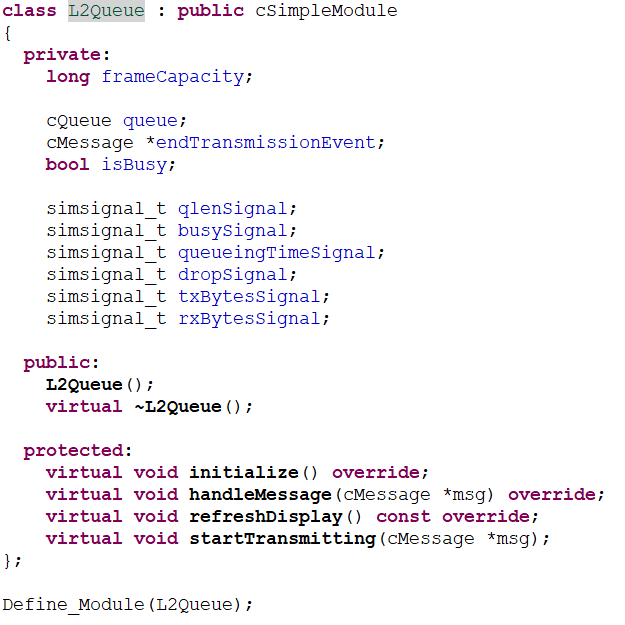 class L2Queue : public cSimpleModule
{
  private:
    long frameCapacity;

    cQueue queue;
    cMessage *endTransmissionEvent;
    bool isBusy;

    simsignal_t qlenSignal;
    simsignal_t busySignal;
    simsignal_t queueingTimeSignal;
    simsignal_t dropSignal;
    simsignal_t txBytesSignal;
    simsignal_t rxBytesSignal;

  public:
    L2Queue();
    virtual ~L2Queue();

  protected:
    virtual void initialize() override;
    virtual void handleMessage(cMessage *msg) override;
    virtual void refreshDisplay() const override;
    virtual void startTransmitting(cMessage *msg);
};

Define_Module(L2Queue);